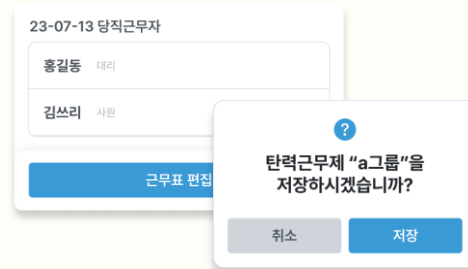 23-07-13 당직근무자
홍길동 대리
김쓰리 사원
근무표 편집
?
탄력근무제 “a그룹”을
저장하시겠습니까?
취소 저장